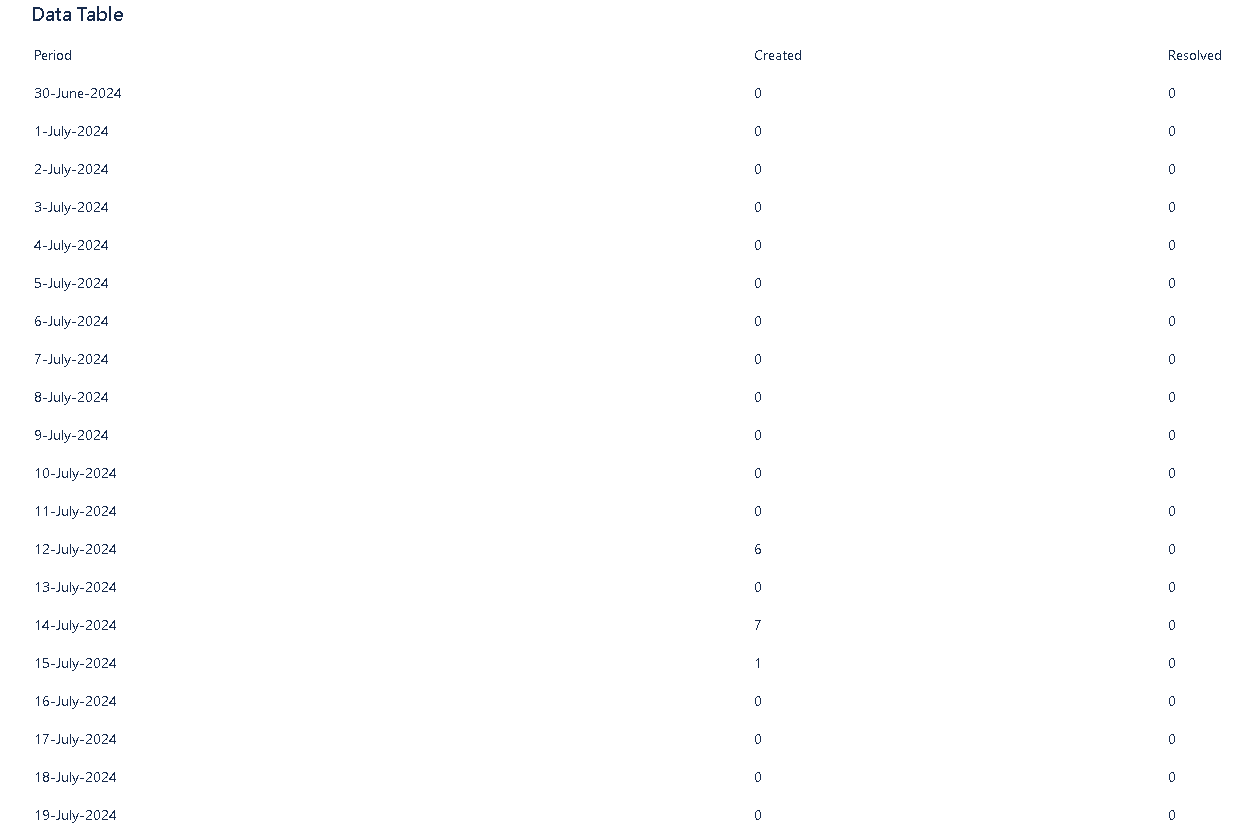 Data Table
Period Created Resolved
30-June-2024 0 0
1-July-2024 0 0
2-July-2024 0 0
3-July-2024 0 0
4-July-2024 0 0
5-July-2024 0 0
6-July-2024 0 0
7-July-2024 0 0
8-July-2024 0 0
9-July-2024 0 0
10-July-2024 0 0
11-July-2024 0 0
12-July-2024 6 0
13-July-2024 0 0
14-July-2024 7 0
15-July-2024 1 0
16-July-2024 0 0
17-July-2024 0 0
18-July-2024 0 0
19-July-2024 0 0